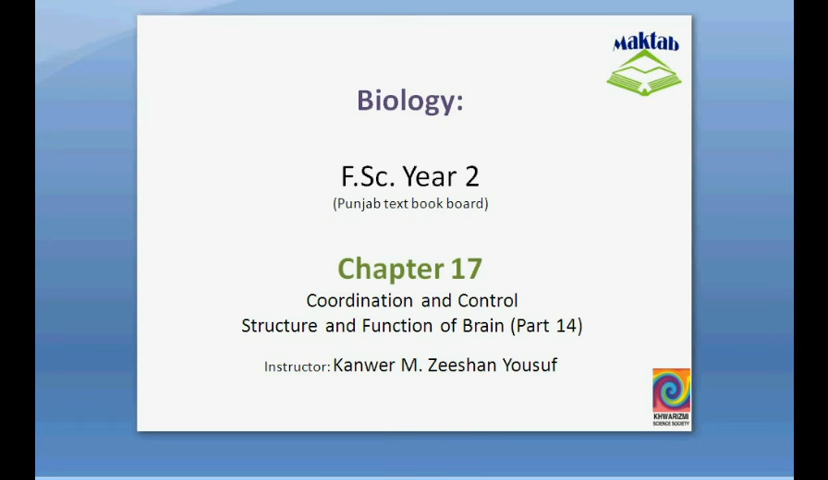 Maktab
Biology:
F.Sc. Year 2
(Punjab text book board)
Chapter 17
Coordination and Control
Structure and Function of Brain (Part 14)
Instructor: Kanwer M. Zeeshan Yousuf
KHWARIZMI
SCIENCE SOCIETY